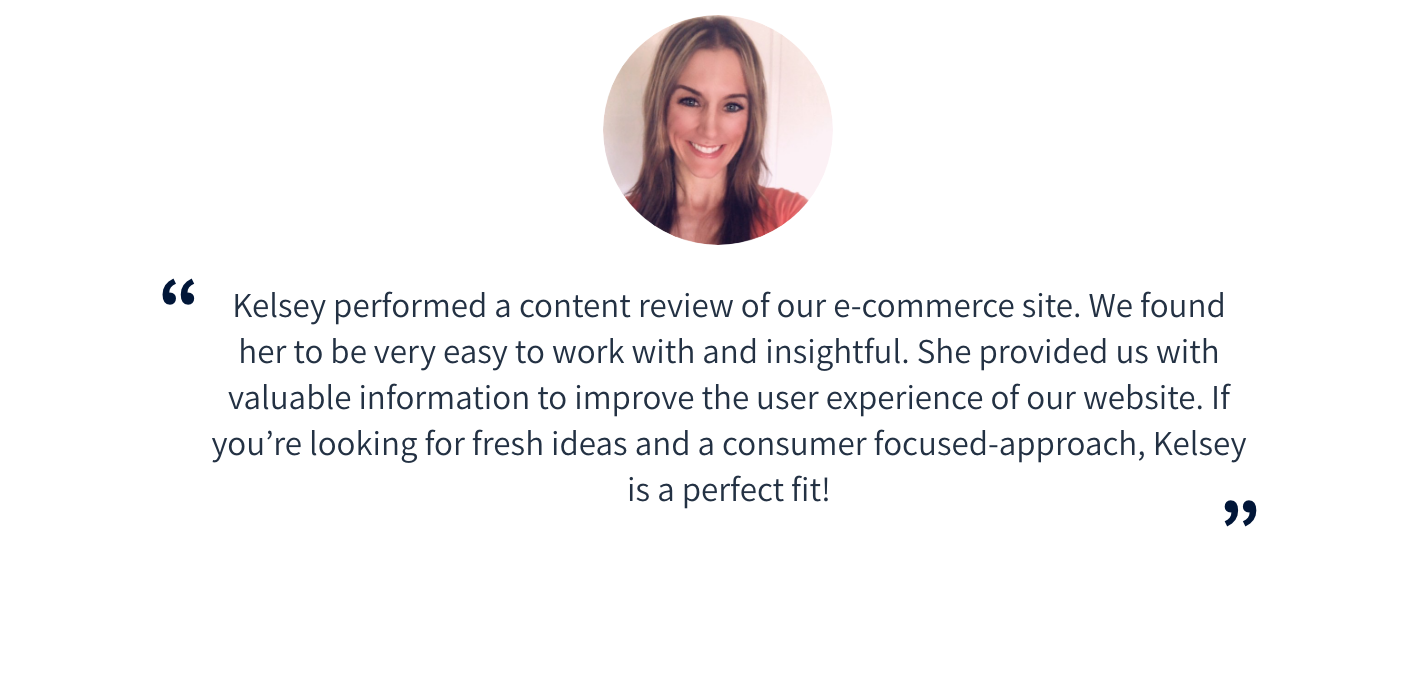 “ Kelsey performed a content review of our e-commerce site. We found
her to be very easy to work with and insightful. She provided us with
valuable information to improve the user experience of our website. If
you’re looking for fresh ideas and a consumer focused-approach, Kelsey
is a perfect fit!
”